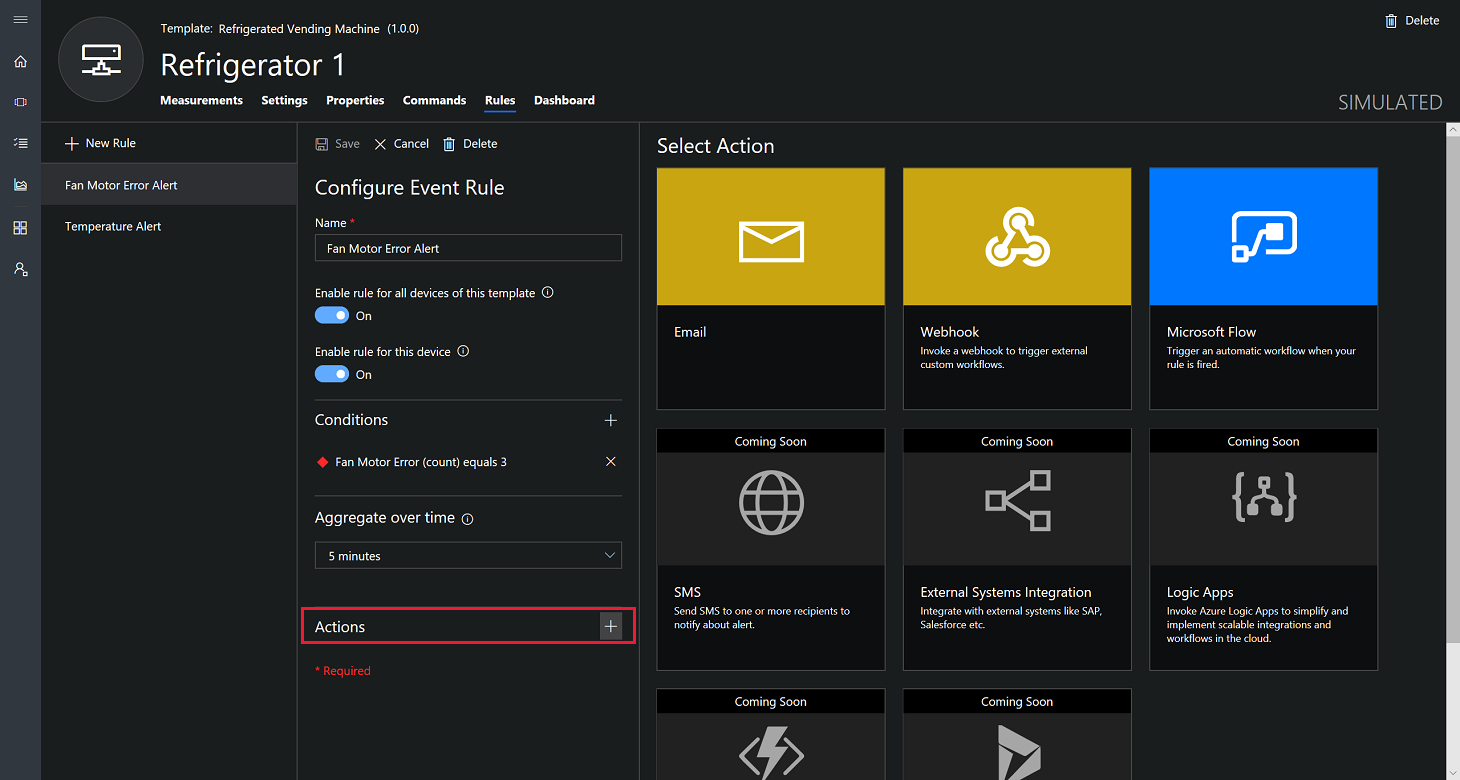 Template: Refrigerated Vending Machine (1.0.0)
Delete
Refrigerator 1
Measurements Settings Properties Commands Rules Dashboard
SIMULATED
New Rule
Fan Motor Error Alert
Temperature Alert
Save Cancel Delete
Configure Event Rule
Name *
Fan Motor Error Alert
Enable rule for all devices of this template
On
Enable rule for this device
On
Conditions
Fan Motor Error (count) equals 3
Aggregate over time
5 minutes
Actions
* Required
Select Action
Email
Webhook
Invoke a webhook to trigger external
custom workflows.
Microsoft Flow
Trigger an automatic workflow when your
rule is fired.
Coming Soon
SMS
Send SMS to one or more recipients to
notify about alert.
Coming Soon
External Systems Integration
Integrate with external systems like SAP,
Salesforce etc.
Coming Soon
Logic Apps
Invoke Azure Logic Apps to simplify and
implement scalable integrations and
workflows in the cloud.
Coming Soon
Coming Soon